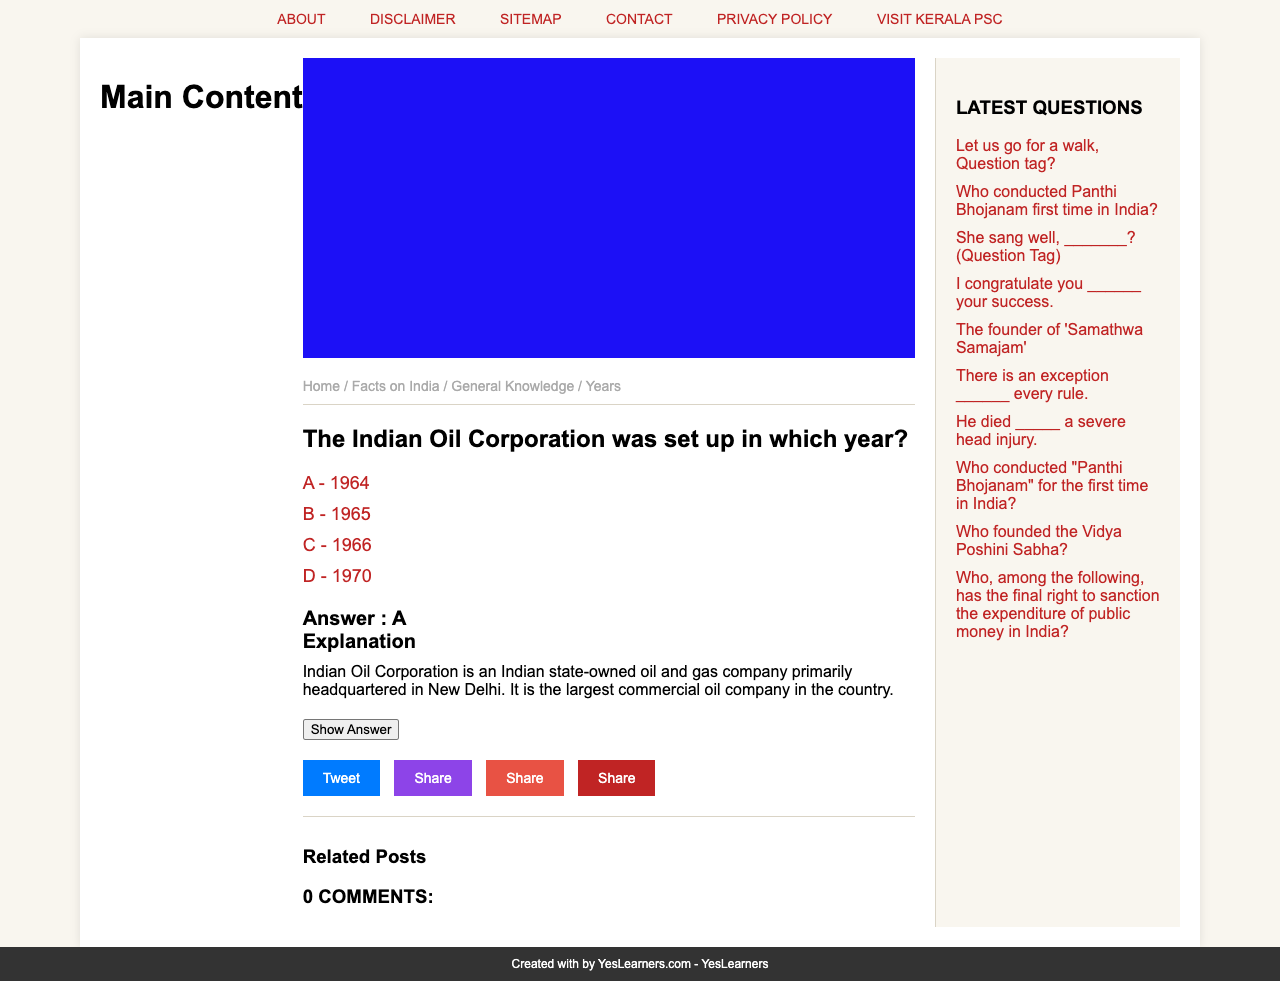 ABOUT DISCLAIMER SITEMAP CONTACT PRIVACY POLICY VISIT KERALA PSC
Main Content
Home / Facts on India / General Knowledge / Years
The Indian Oil Corporation was set up in which year?
A - 1964
B - 1965
C - 1966
D - 1970
Answer : A
Explanation
Indian Oil Corporation is an Indian state-owned oil and gas company primarily
headquartered in New Delhi. It is the largest commercial oil company in the country.
Show Answer
Tweet Share Share Share
Related Posts
0 COMMENTS:
LATEST QUESTIONS
Let us go for a walk,
Question tag?
Who conducted Panthi
Bhojanam first time in India?
She sang well, _______?
(Question Tag)
I congratulate you ______
your success.
The founder of 'Samathwa
Samajam'
There is an exception
______ every rule.
He died _____ a severe
head injury.
Who conducted "Panthi
Bhojanam" for the first time
in India?
Who founded the Vidya
Poshini Sabha?
Who, among the following,
has the final right to sanction
the expenditure of public
money in India?
Created with by YesLearners.com - YesLearners